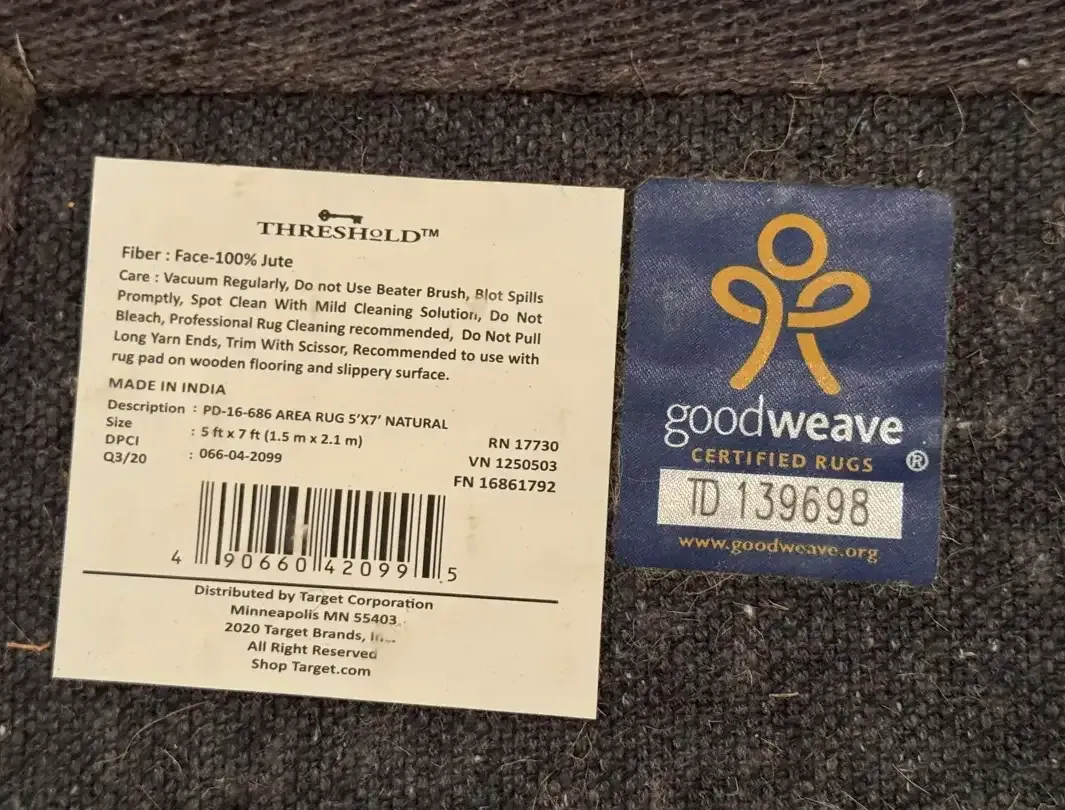 THRESHOLD™
Fiber : Face-100% Jute
Care : Vacuum Regularly, Do not Use Beater Brush, Blot Spills
Promptly, Spot Clean With Mild Cleaning Solution, Do Not
Bleach, Professional Rug Cleaning recommended, Do Not Pull
Long Yarn Ends, Trim With Scissor, Recommended to use with
rug pad on wooden flooring and slippery surface.
MADE IN INDIA
Description : PD-16-686 AREA RUG 5'X7' NATURAL
Size : 5 ft x 7 ft (1.5 m x 2.1 m)
DPCI : 066-04-2099
Q3/20
RN 17730
VN 1250503
FN 16861792
4 90660 42099 5
Distributed by Target Corporation
Minneapolis MN 55403
2020 Target Brands,
All Right Reserved
Shop Target.com
goodweave
CERTIFIED RUGS ®
TD 139698
www.goodweave.org